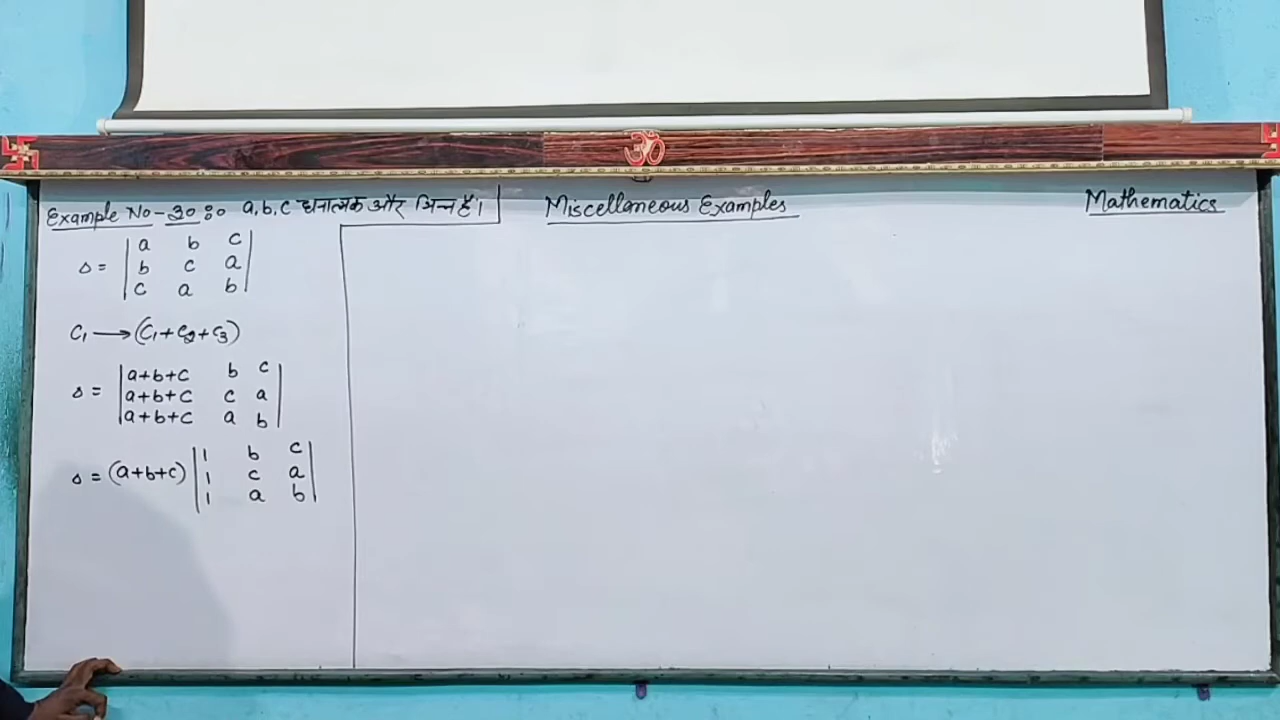 Example No-30 :- a,b,c धनात्मक और भिन्न हैं।
Miscellaneous Examples
Mathematics
ॐ
Δ = | a b c |
| b c a |
| c a b |
C₁ → (C₁+C₂+C₃)
Δ = | a+b+c b c |
| a+b+c c a |
| a+b+c a b |
Δ = (a+b+c) | 1 b c |
| 1 c a |
| 1 a b |